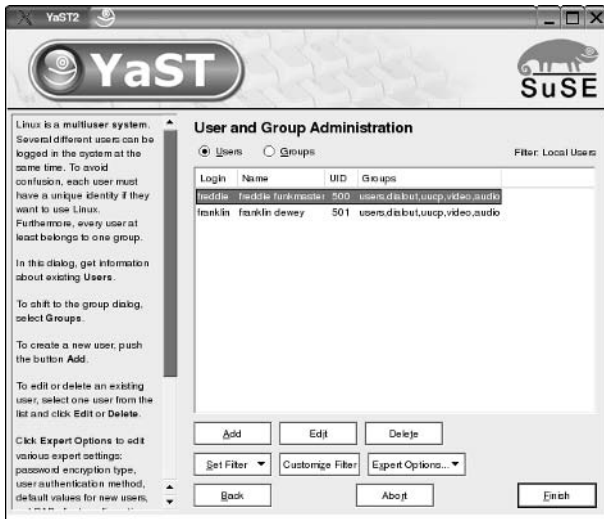 YaST2
YaST
SuSE
Linux is a multiuser system.
Several different users can be
logged in the system at the
same time. To avoid
confusion, each user must
have a unique identity if they
want to use Linux.
Furthermore, every user at
least belongs to one group.
In this dialog, get information
about existing Users.
To shift to the group dialog,
select Groups.
To create a new user, push
the button Add.
To edit or delete an existing
user, select one user from the
list and click Edit or Delete.
Click Expert Options to edit
various expert settings:
password encryption type,
user authentication method,
default values for new users,
User and Group Administration
Users Groups Filter: Local Users
Login Name UID Groups
freddie freddie funkmaster 500 users,dialout,uucp,video,audio
franklin franklin dewey 501 users,dialout,uucp,video,audio
Add Edit Delete
Set Filter Customize Filter Expert Options...
Back Abort Finish